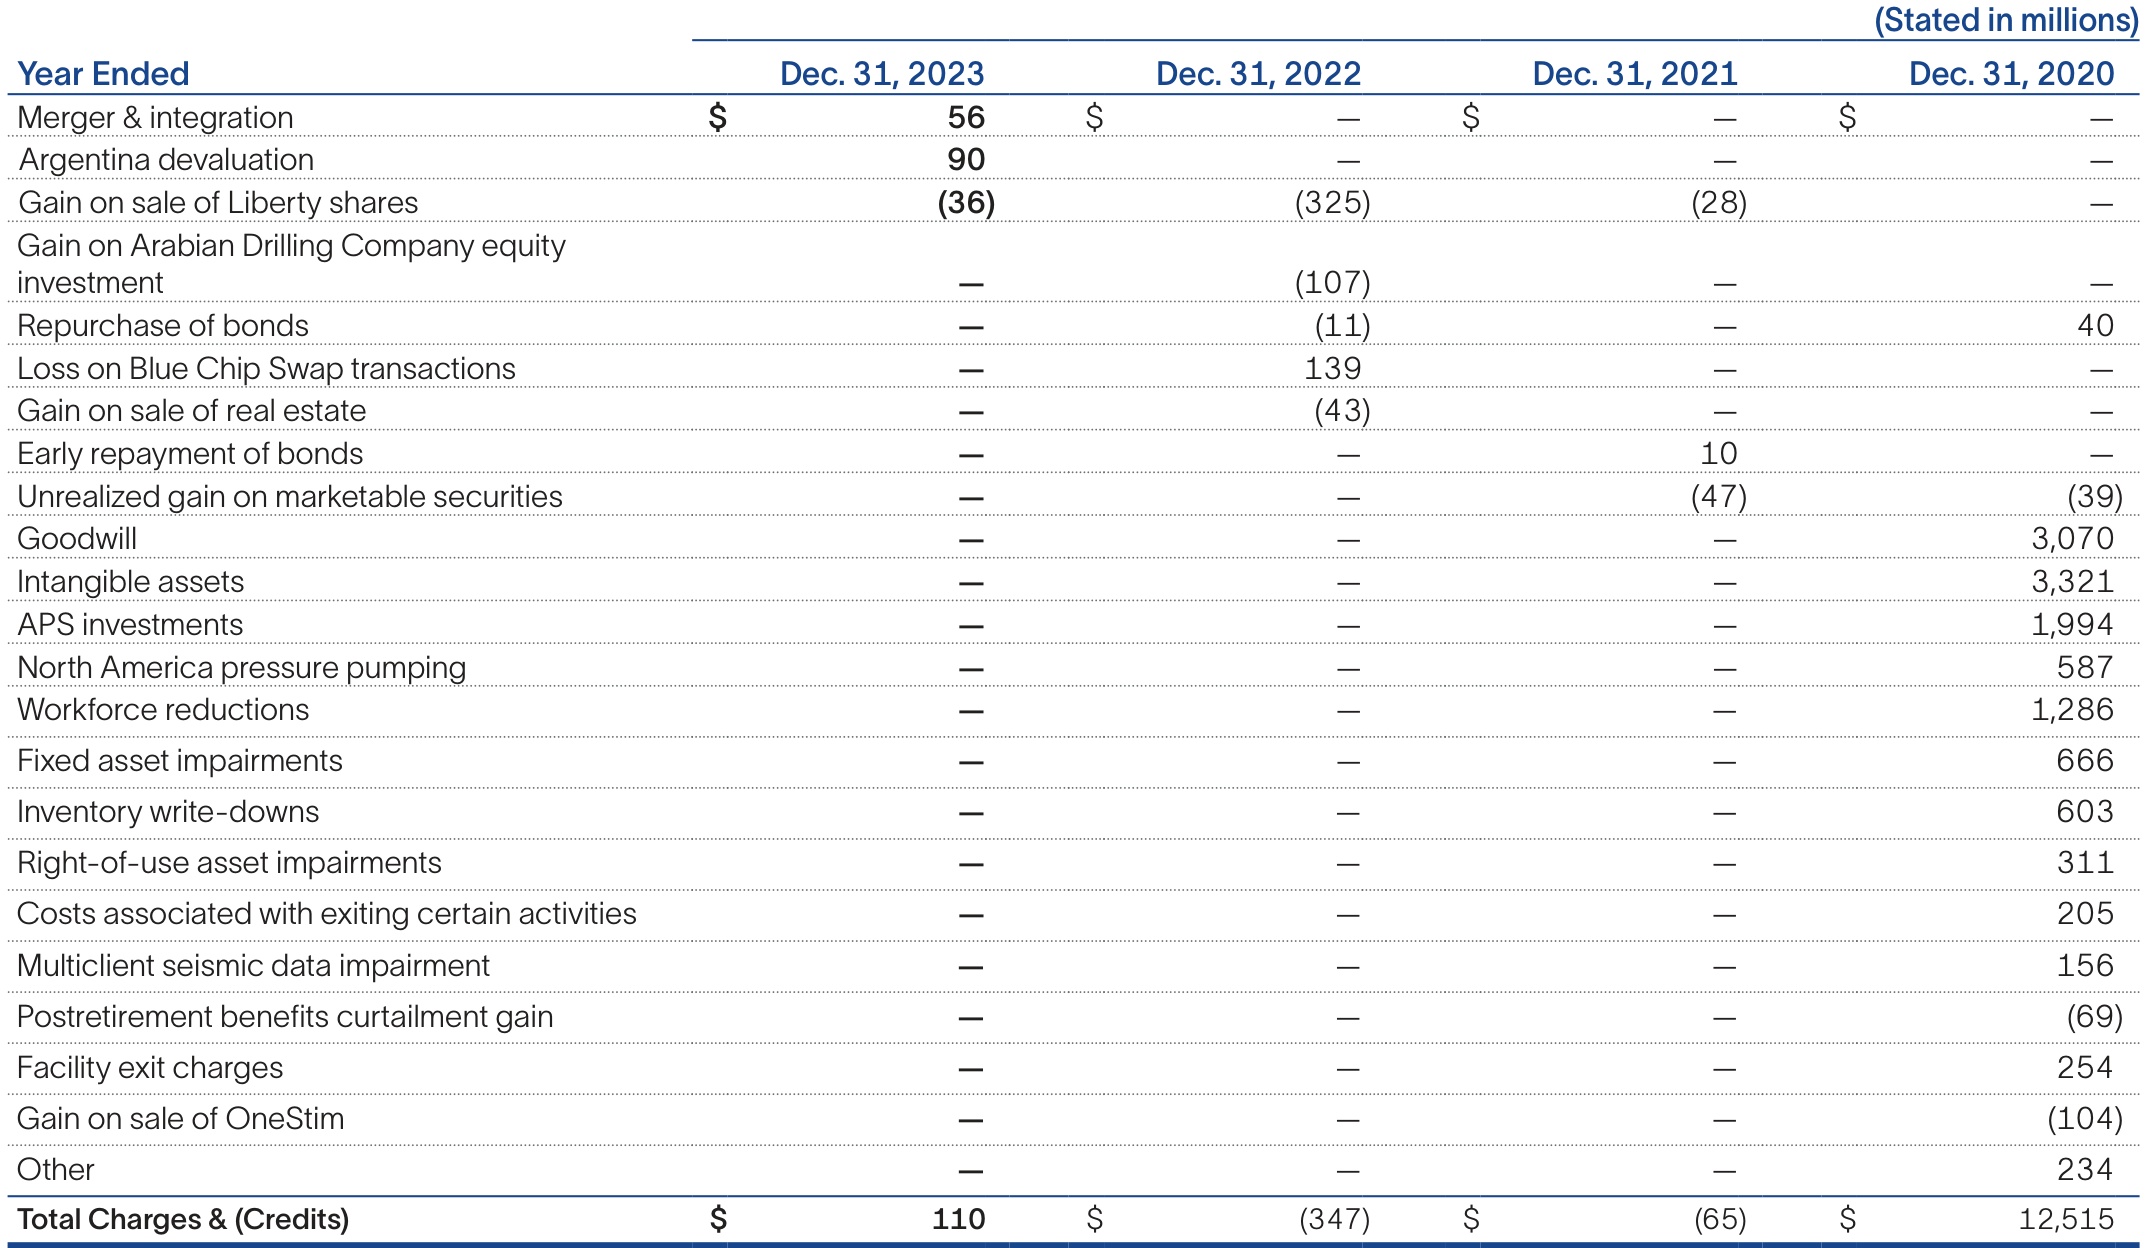 (Stated in millions)
Year Ended Dec. 31, 2023 Dec. 31, 2022 Dec. 31, 2021 Dec. 31, 2020
Merger & integration $ 56 $ — $ — $ —
Argentina devaluation 90 — — —
Gain on sale of Liberty shares (36) (325) (28) —
Gain on Arabian Drilling Company equity
investment — (107) — —
Repurchase of bonds — (11) — 40
Loss on Blue Chip Swap transactions — 139 — —
Gain on sale of real estate — (43) — —
Early repayment of bonds — — 10 —
Unrealized gain on marketable securities — — (47) (39)
Goodwill — — — 3,070
Intangible assets — — — 3,321
APS investments — — — 1,994
North America pressure pumping — — — 587
Workforce reductions — — — 1,286
Fixed asset impairments — — — 666
Inventory write-downs — — — 603
Right-of-use asset impairments — — — 311
Costs associated with exiting certain activities — — — 205
Multiclient seismic data impairment — — — 156
Postretirement benefits curtailment gain — — — (69)
Facility exit charges — — — 254
Gain on sale of OneStim — — — (104)
Other — — — 234
Total Charges & (Credits) $ 110 $ (347) $ (65) $ 12,515